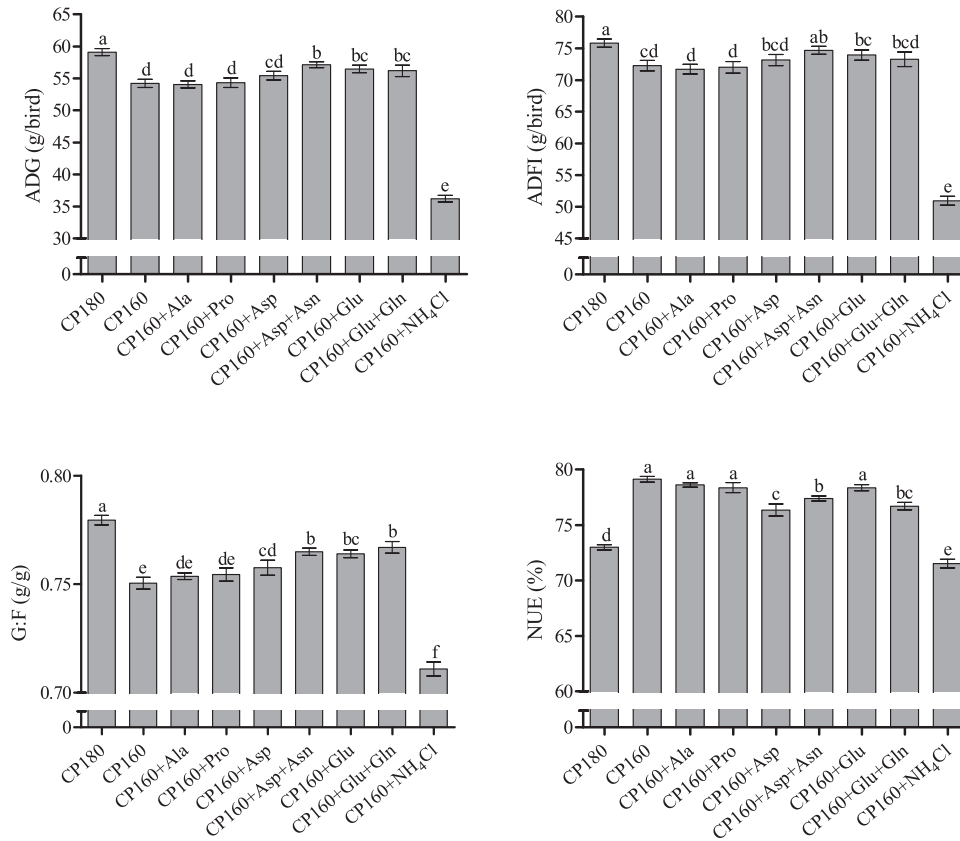 ADG (g/bird)
65
60
55
50
45
40
35
30
0
a
d
d
d
cd
b
bc
bc
e
CP180
CP160
CP160+Ala
CP160+Pro
CP160+Asp
CP160+Asp+Asn
CP160+Glu
CP160+Glu+Gln
CP160+NH₄Cl
ADFI (g/bird)
80
75
70
65
60
55
50
45
0
a
cd
d
d
bcd
ab
bc
bcd
e
CP180
CP160
CP160+Ala
CP160+Pro
CP160+Asp
CP160+Asp+Asn
CP160+Glu
CP160+Glu+Gln
CP160+NH₄Cl
G:F (g/g)
0.80
0.75
0.70
0
a
e
de
de
cd
b
bc
b
f
CP180
CP160
CP160+Ala
CP160+Pro
CP160+Asp
CP160+Asp+Asn
CP160+Glu
CP160+Glu+Gln
CP160+NH₄Cl
NUE (%)
80
75
70
65
60
0
d
a
a
a
c
b
a
bc
e
CP180
CP160
CP160+Ala
CP160+Pro
CP160+Asp
CP160+Asp+Asn
CP160+Glu
CP160+Glu+Gln
CP160+NH₄Cl